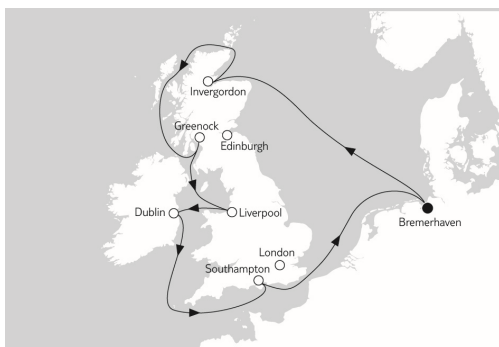 Invergordon
Greenock
Edinburgh
Dublin
Liverpool
Bremerhaven
London
Southampton